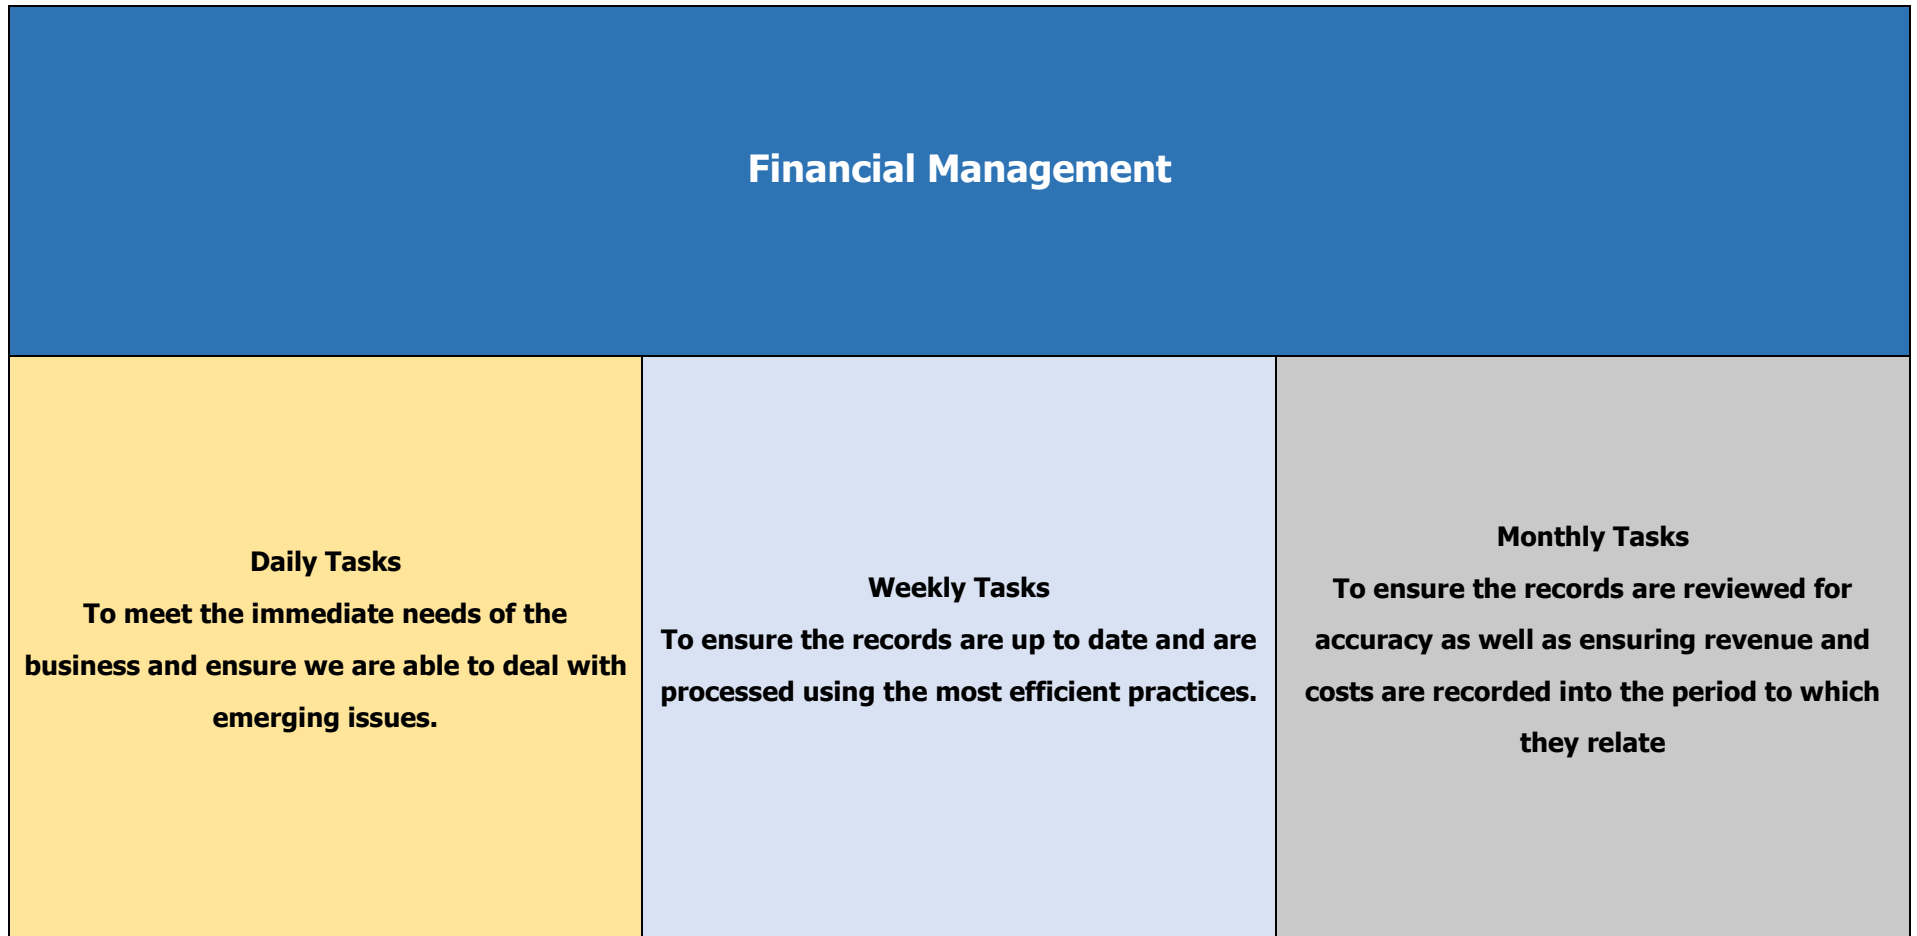 Financial Management
Daily Tasks
To meet the immediate needs of the
business and ensure we are able to deal with
emerging issues.
Weekly Tasks
To ensure the records are up to date and are
processed using the most efficient practices.
Monthly Tasks
To ensure the records are reviewed for
accuracy as well as ensuring revenue and
costs are recorded into the period to which
they relate